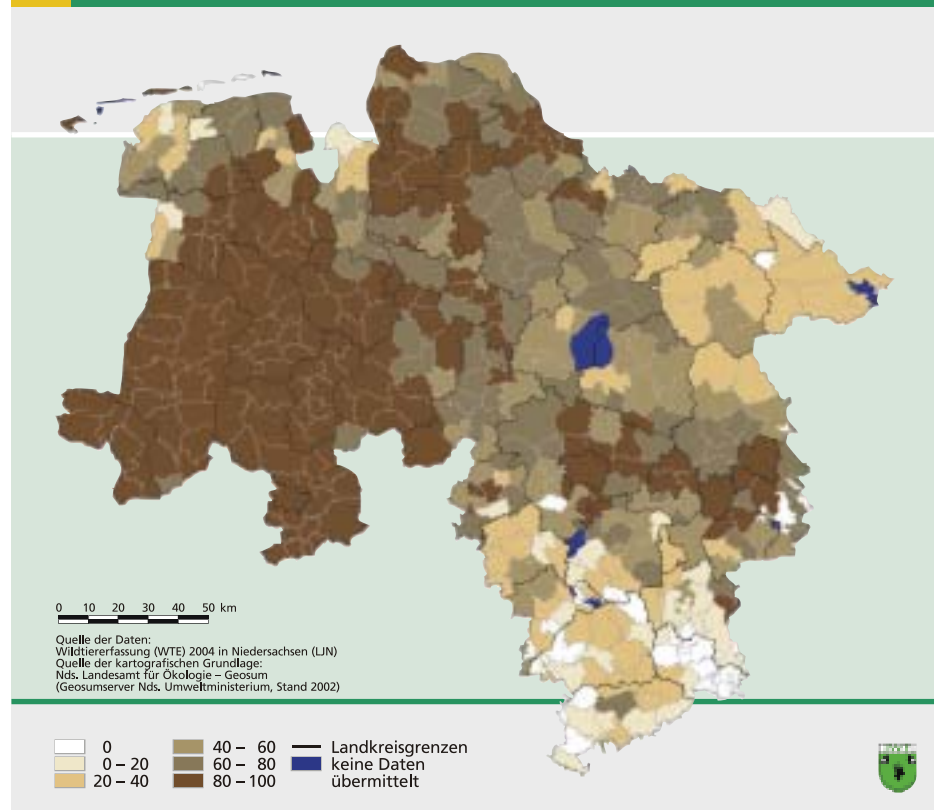 0 10 20 30 40 50 km
Quelle der Daten:
Wildtiererfassung (WTE) 2004 in Niedersachsen (LJN)
Quelle der kartografischen Grundlage:
Nds. Landesamt für Ökologie – Geosum
(Geosumserver Nds. Umweltministerium, Stand 2002)
0
0 – 20
20 – 40
40 – 60
60 – 80
80 – 100
Landkreisgrenzen
keine Daten
übermittelt